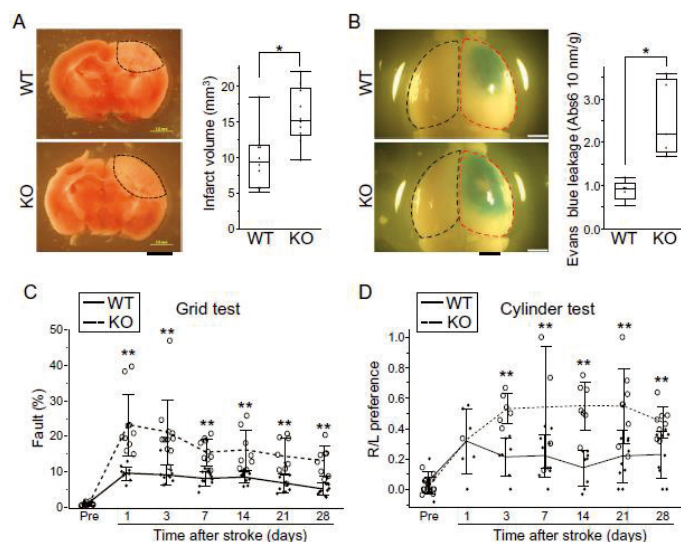 A
WT
KO
Infarct volume (mm³)
*
20
15
10
5
0
WT KO
B
WT
KO
Evans blue leakage (Abs6 10 nm/g)
*
3.0
2.0
1.0
0.0
WT KO
C
WT
KO
Grid test
Fault (%)
50
40
30
20
10
0
** ** ** ** ** **
Pre 1 3 7 14 21 28
Time after stroke (days)
D
WT
KO
Cylinder test
R/L preference
1.0
0.8
0.6
0.4
0.2
0.0
** ** ** ** **
Pre 1 3 7 14 21 28
Time after stroke (days)